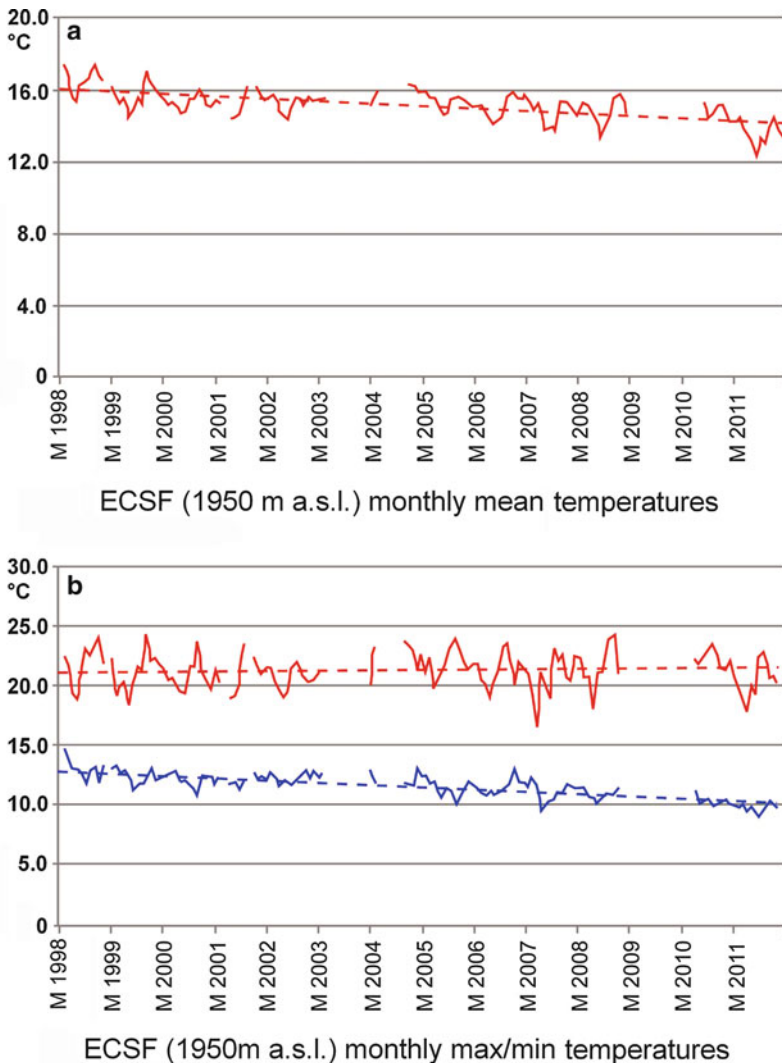 20.0
°C
a
16.0
12.0
8.0
4.0
0
M 1998
M 1999
M 2000
M 2001
M 2002
M 2003
M 2004
M 2005
M 2006
M 2007
M 2008
M 2009
M 2010
M 2011
ECSF (1950 m a.s.l.) monthly mean temperatures
30.0
°C
b
25.0
20.0
15.0
10.0
5.0
0
M 1998
M 1999
M 2000
M 2001
M 2002
M 2003
M 2004
M 2005
M 2006
M 2007
M 2008
M 2009
M 2010
M 2011
ECSF (1950m a.s.l.) monthly max/min temperatures